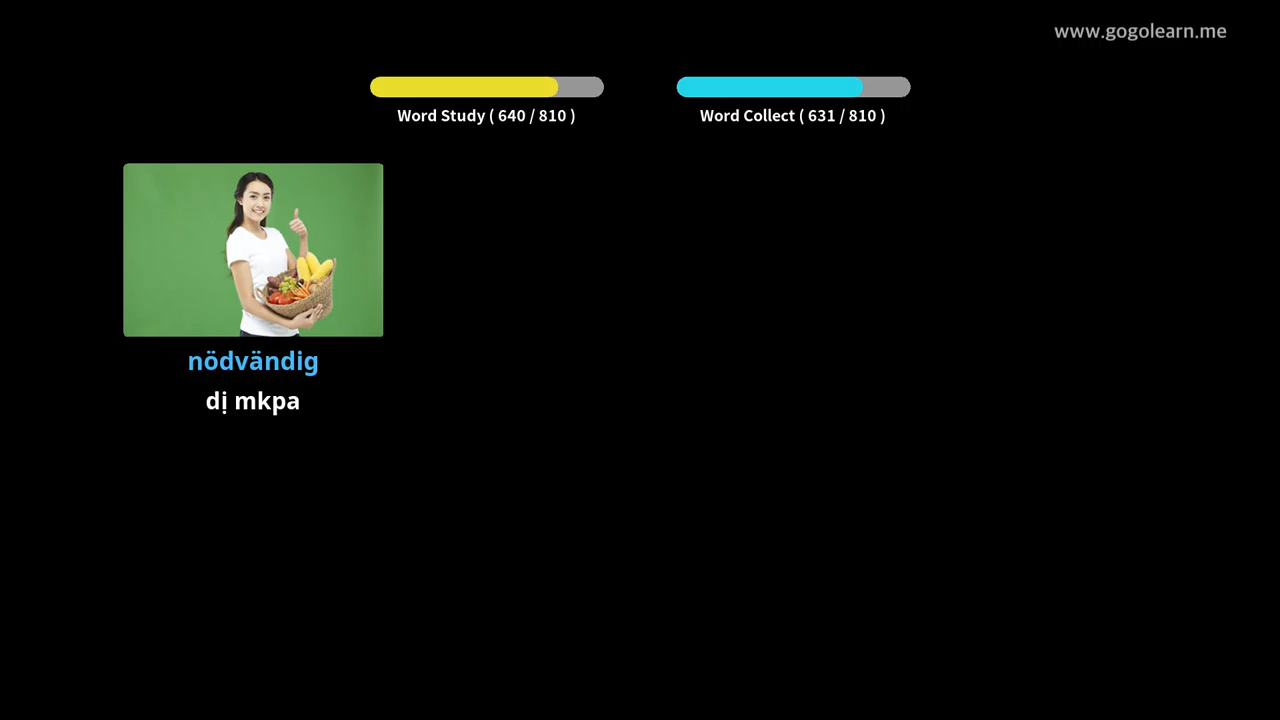 www.gogolearn.me
Word Study ( 640 / 810 )
Word Collect ( 631 / 810 )
nödvändig
dị mkpa